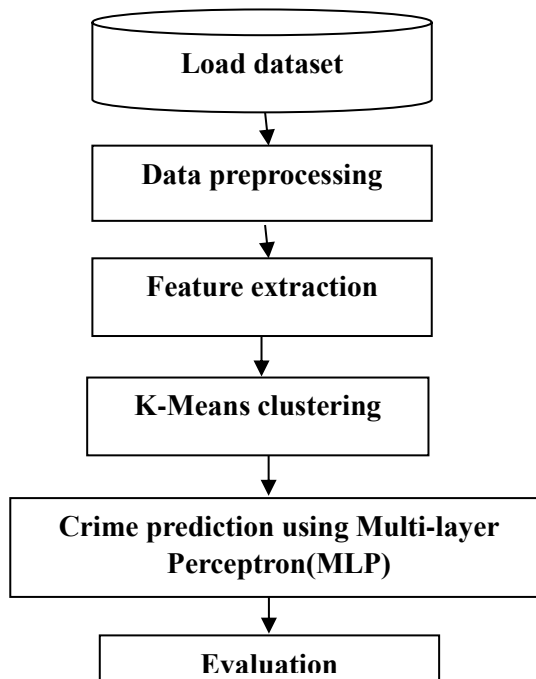 Load dataset
Data preprocessing
Feature extraction
K-Means clustering
Crime prediction using Multi-layer
Perceptron(MLP)
Evaluation